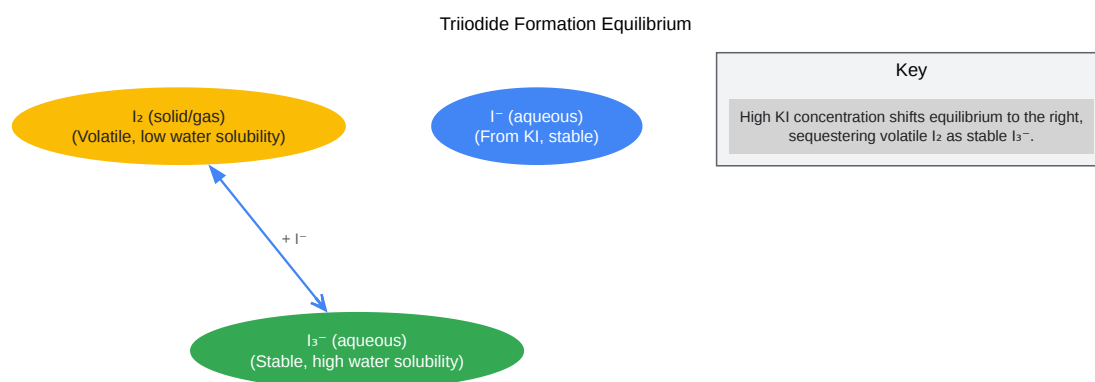 Triiodide Formation Equilibrium
I₂ (solid/gas)
(Volatile, low water solubility)
I⁻ (aqueous)
(From KI, stable)
Key
High KI concentration shifts equilibrium to the right,
sequestering volatile I₂ as stable I₃⁻.
+ I⁻
I₃⁻ (aqueous)
(Stable, high water solubility)